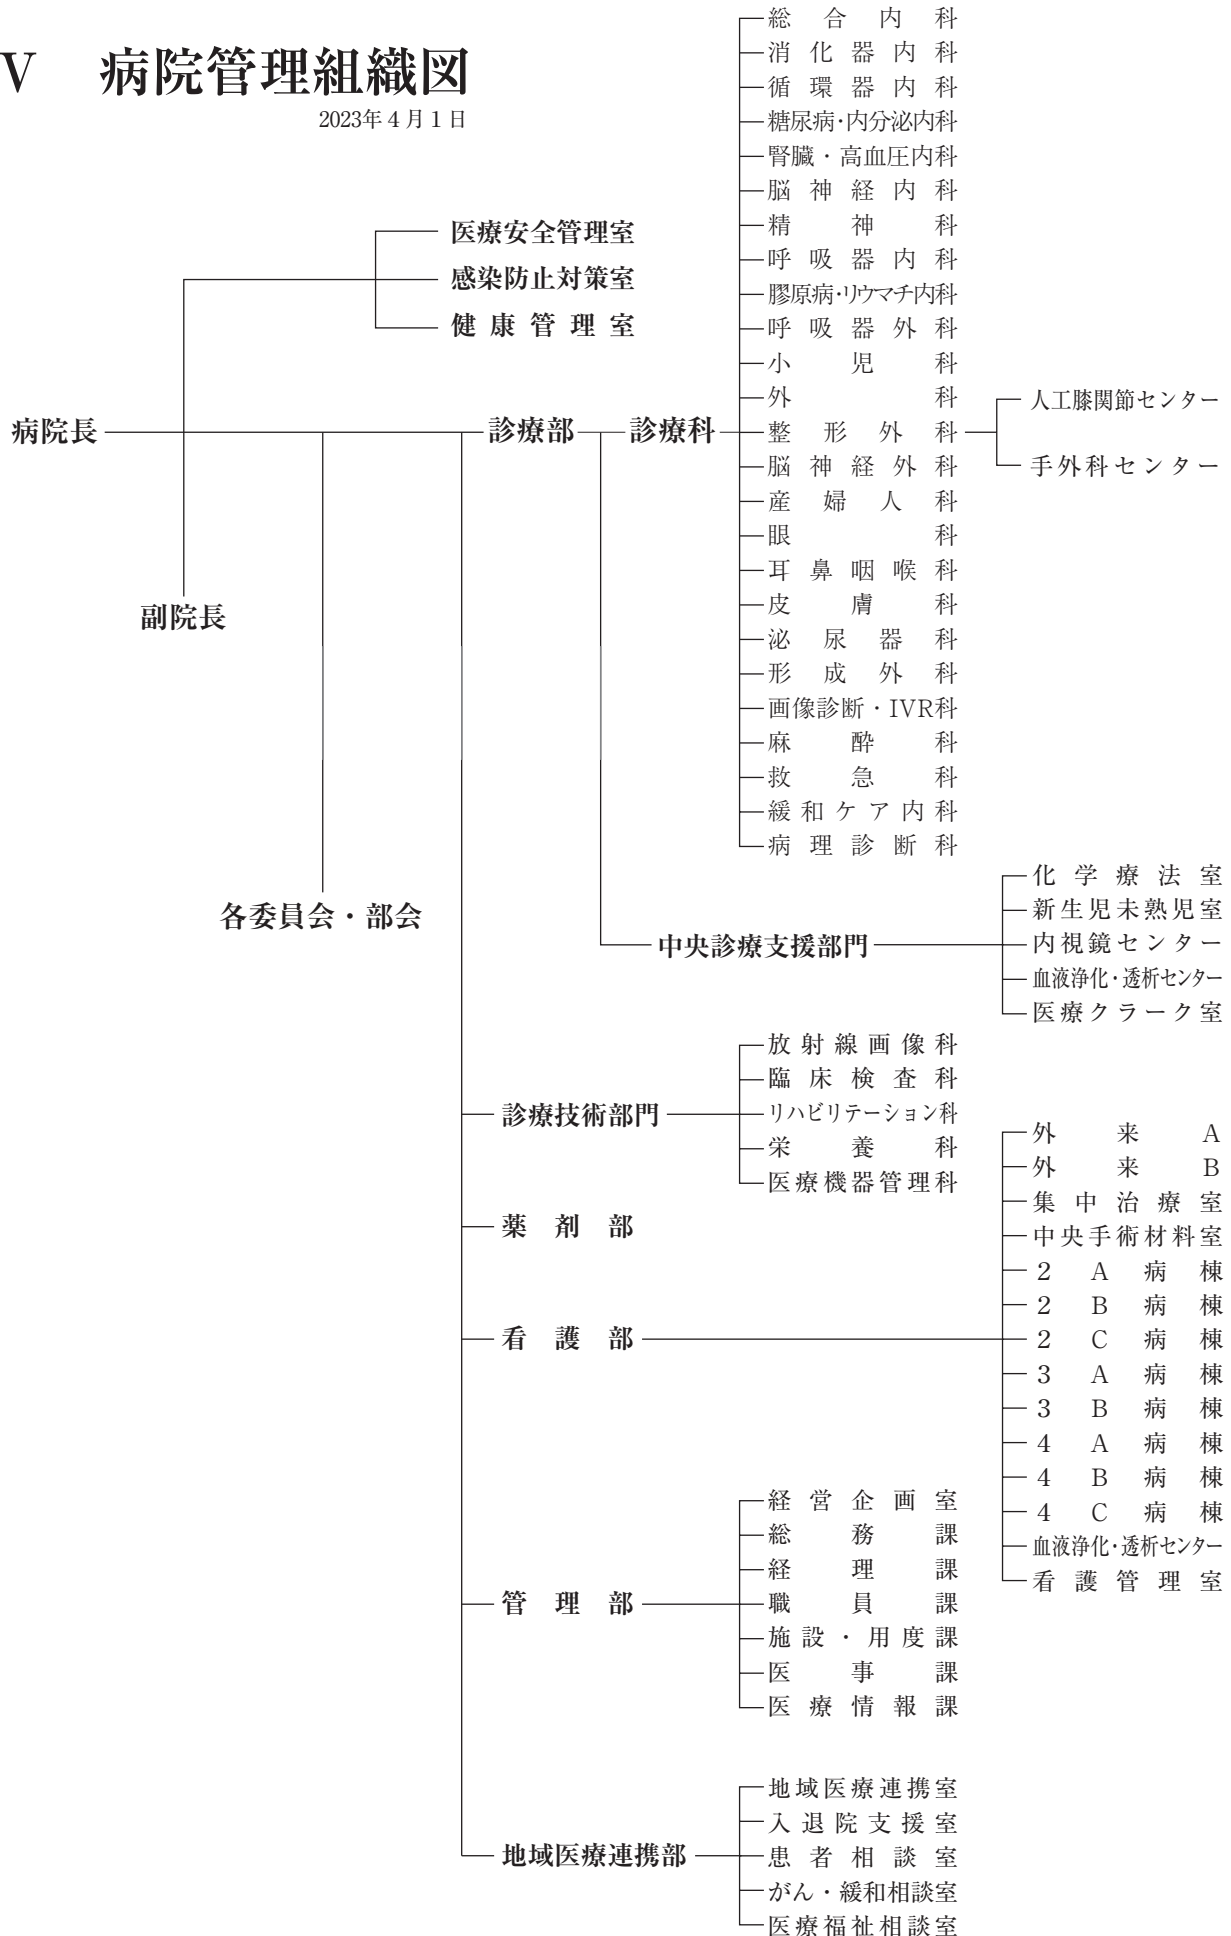 V 病院管理組織図
2023年4月1日
医療安全管理室
感染防止対策室
健康管理室
病院長
副院長
各委員会・部会
診療部
診療科
総合内科
消化器内科
循環器内科
糖尿病・内分泌内科
腎臓・高血圧内科
脳神経内科
精神科
呼吸器内科
膠原病・リウマチ内科
呼吸器外科
小児科
外科
整形外科
人工膝関節センター
手外科センター
脳神経外科
産婦人科
眼科
耳鼻咽喉科
皮膚科
泌尿器科
形成外科
画像診断・IVR科
麻酔科
救急科
緩和ケア内科
病理診断科
中央診療支援部門
化学療法室
新生児未熟児室
内視鏡センター
血液浄化・透析センター
医療クラーク室
診療技術部門
放射線画像科
臨床検査科
リハビリテーション科
栄養科
医療機器管理科
薬剤部
看護部
外来A
外来B
集中治療室
中央手術材料室
2A病棟
2B病棟
2C病棟
3A病棟
3B病棟
4A病棟
4B病棟
4C病棟
血液浄化・透析センター
看護管理室
管理部
経営企画室
総務課
経理課
職員課
施設・用度課
医事課
医療情報課
地域医療連携部
地域医療連携室
入退院支援室
患者相談室
がん・緩和相談室
医療福祉相談室